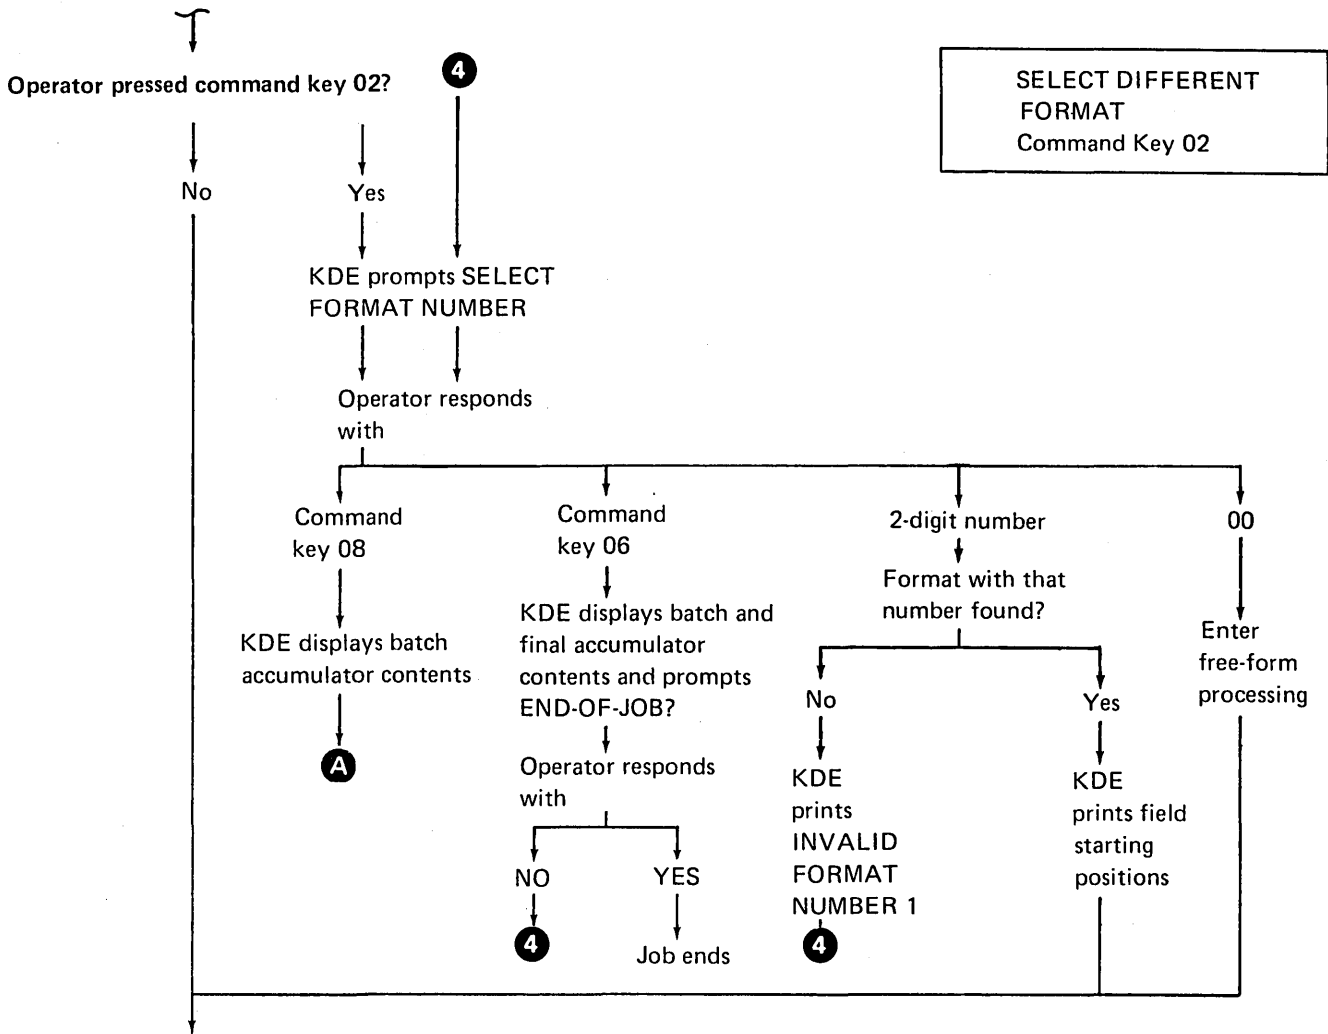 Operator pressed command key 02?
4
SELECT DIFFERENT
FORMAT
Command Key 02
No
Yes
KDE prompts SELECT
FORMAT NUMBER
Operator responds
with
Command
key 08
KDE displays batch
accumulator contents
A
Command
key 06
KDE displays batch and
final accumulator
contents and prompts
END-OF-JOB?
Operator responds
with
NO
4
YES
Job ends
2-digit number
Format with that
number found?
No
KDE
prints
INVALID
FORMAT
NUMBER 1
4
Yes
KDE
prints field
starting
positions
00
Enter
free-form
processing